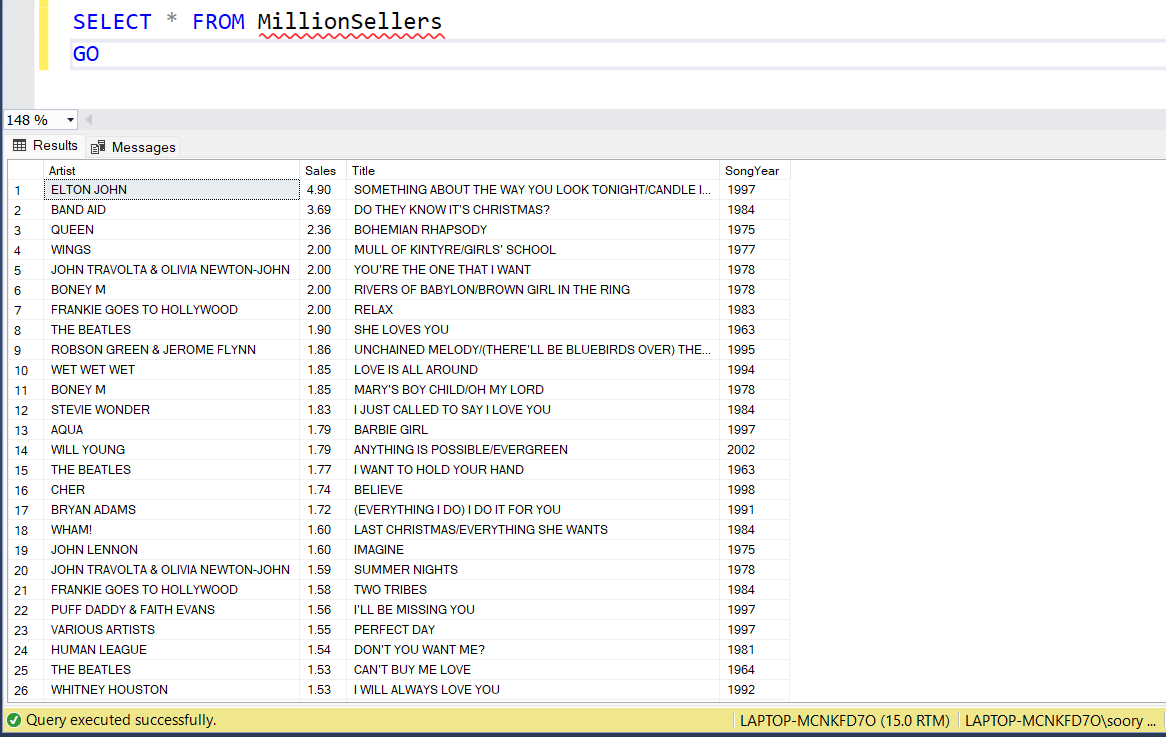 SELECT * FROM MillionSellers
GO
148 %
Results Messages
Artist Sales Title SongYear
1 ELTON JOHN 4.90 SOMETHING ABOUT THE WAY YOU LOOK TONIGHT/CANDLE I... 1997
2 BAND AID 3.69 DO THEY KNOW IT'S CHRISTMAS? 1984
3 QUEEN 2.36 BOHEMIAN RHAPSODY 1975
4 WINGS 2.00 MULL OF KINTYRE/GIRLS' SCHOOL 1977
5 JOHN TRAVOLTA & OLIVIA NEWTON-JOHN 2.00 YOU'RE THE ONE THAT I WANT 1978
6 BONEY M 2.00 RIVERS OF BABYLON/BROWN GIRL IN THE RING 1978
7 FRANKIE GOES TO HOLLYWOOD 2.00 RELAX 1983
8 THE BEATLES 1.90 SHE LOVES YOU 1963
9 ROBSON GREEN & JEROME FLYNN 1.86 UNCHAINED MELODY/(THERE'LL BE BLUEBIRDS OVER) THE... 1995
10 WET WET WET 1.85 LOVE IS ALL AROUND 1994
11 BONEY M 1.85 MARY'S BOY CHILD/OH MY LORD 1978
12 STEVIE WONDER 1.83 I JUST CALLED TO SAY I LOVE YOU 1984
13 AQUA 1.79 BARBIE GIRL 1997
14 WILL YOUNG 1.79 ANYTHING IS POSSIBLE/EVERGREEN 2002
15 THE BEATLES 1.77 I WANT TO HOLD YOUR HAND 1963
16 CHER 1.74 BELIEVE 1998
17 BRYAN ADAMS 1.72 (EVERYTHING I DO) I DO IT FOR YOU 1991
18 WHAM! 1.60 LAST CHRISTMAS/EVERYTHING SHE WANTS 1984
19 JOHN LENNON 1.60 IMAGINE 1975
20 JOHN TRAVOLTA & OLIVIA NEWTON-JOHN 1.59 SUMMER NIGHTS 1978
21 FRANKIE GOES TO HOLLYWOOD 1.58 TWO TRIBES 1984
22 PUFF DADDY & FAITH EVANS 1.56 I'LL BE MISSING YOU 1997
23 VARIOUS ARTISTS 1.55 PERFECT DAY 1997
24 HUMAN LEAGUE 1.54 DON'T YOU WANT ME? 1981
25 THE BEATLES 1.53 CAN'T BUY ME LOVE 1964
26 WHITNEY HOUSTON 1.53 I WILL ALWAYS LOVE YOU 1992
Query executed successfully. LAPTOP-MCNKFD7O (15.0 RTM) LAPTOP-MCNKFD7O\soory ...